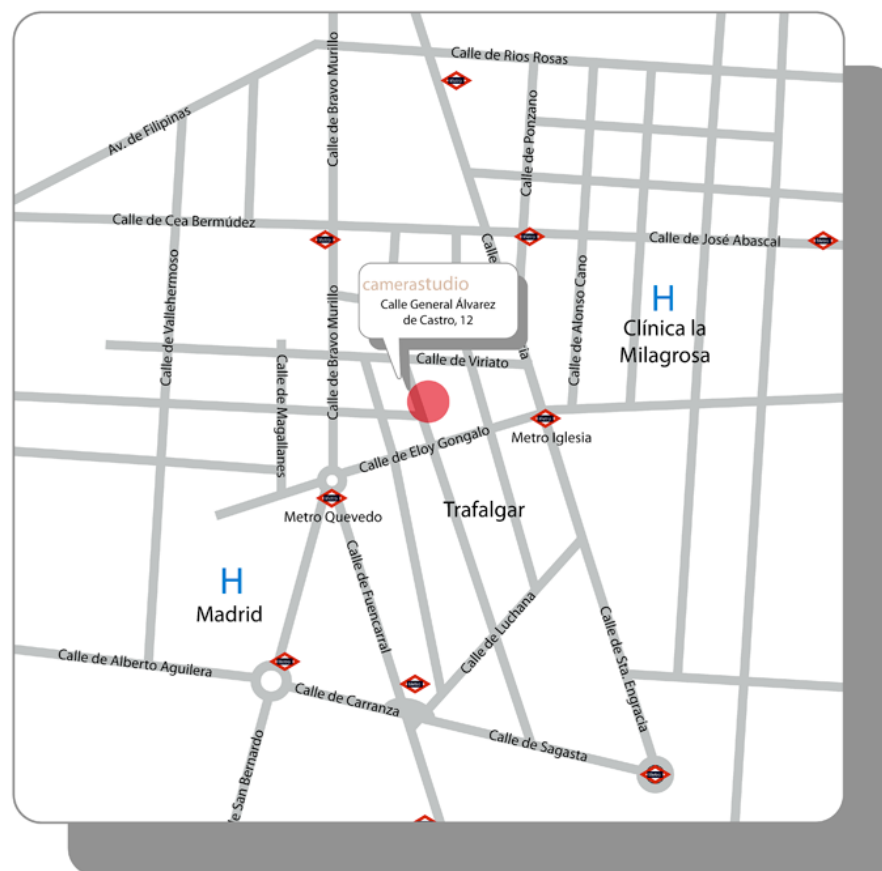 Calle de Rios Rosas
Calle de Bravo Murillo
Av. de Filipinas
Calle de Ponzano
Calle de Cea Bermúdez
Calle de José Abascal
Calle
Calle de Vallehermoso
Calle de Alonso Cano
camerastudio
Calle General Álvarez
de Castro, 12
H
Clínica la
Milagrosa
Calle de Bravo Murillo
Calle de Viriato
Calle de Magallanes
Metro Iglesia
Calle de Eloy Gongalo
Metro Quevedo
Trafalgar
H
Madrid
Calle de Fuencarral
Calle de Luchana
Calle de Sta. Engracia
Calle de Alberto Aguilera
Calle de Carranza
Calle de Sagasta
de San Bernardo